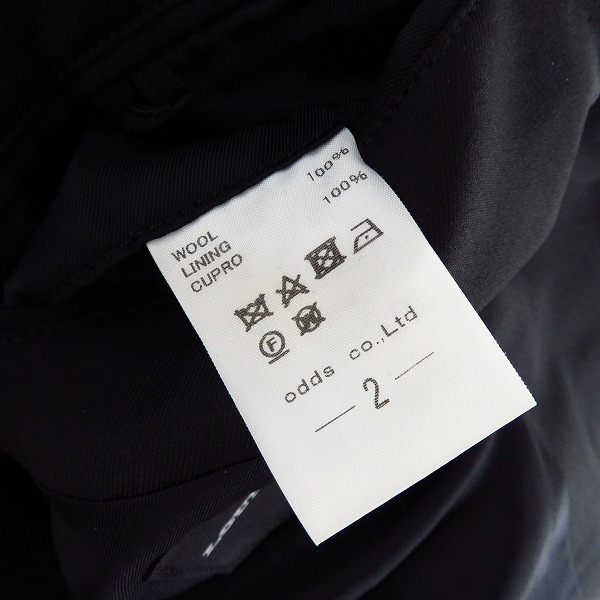 WOOL 100%
LINING
CUPRO 100%
F
odds co.,Ltd
2